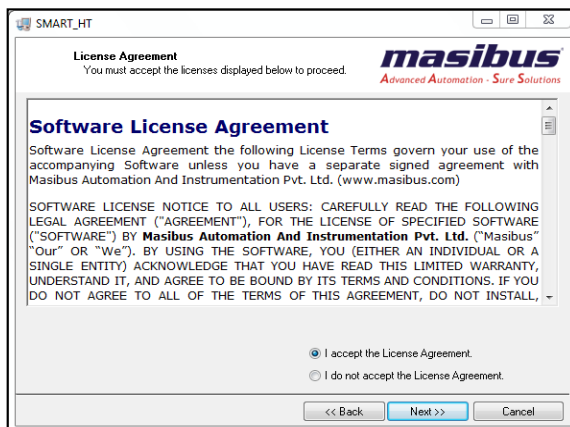 SMART_HT
License Agreement
You must accept the licenses displayed below to proceed.
masibus
Advanced Automation - Sure Solutions
Software License Agreement
Software License Agreement the following License Terms govern your use of the
accompanying Software unless you have a separate signed agreement with
Masibus Automation And Instrumentation Pvt. Ltd. (www.masibus.com)
SOFTWARE LICENSE NOTICE TO ALL USERS: CAREFULLY READ THE FOLLOWING
LEGAL AGREEMENT ("AGREEMENT"), FOR THE LICENSE OF SPECIFIED SOFTWARE
("SOFTWARE") BY Masibus Automation And Instrumentation Pvt. Ltd. ("Masibus"
"Our" OR "We"). BY USING THE SOFTWARE, YOU (EITHER AN INDIVIDUAL OR A
SINGLE ENTITY) ACKNOWLEDGE THAT YOU HAVE READ THIS LIMITED WARRANTY,
UNDERSTAND IT, AND AGREE TO BE BOUND BY ITS TERMS AND CONDITIONS. IF YOU
DO NOT AGREE TO ALL OF THE TERMS OF THIS AGREEMENT, DO NOT INSTALL,
I accept the License Agreement.
I do not accept the License Agreement.
<< Back Next >> Cancel